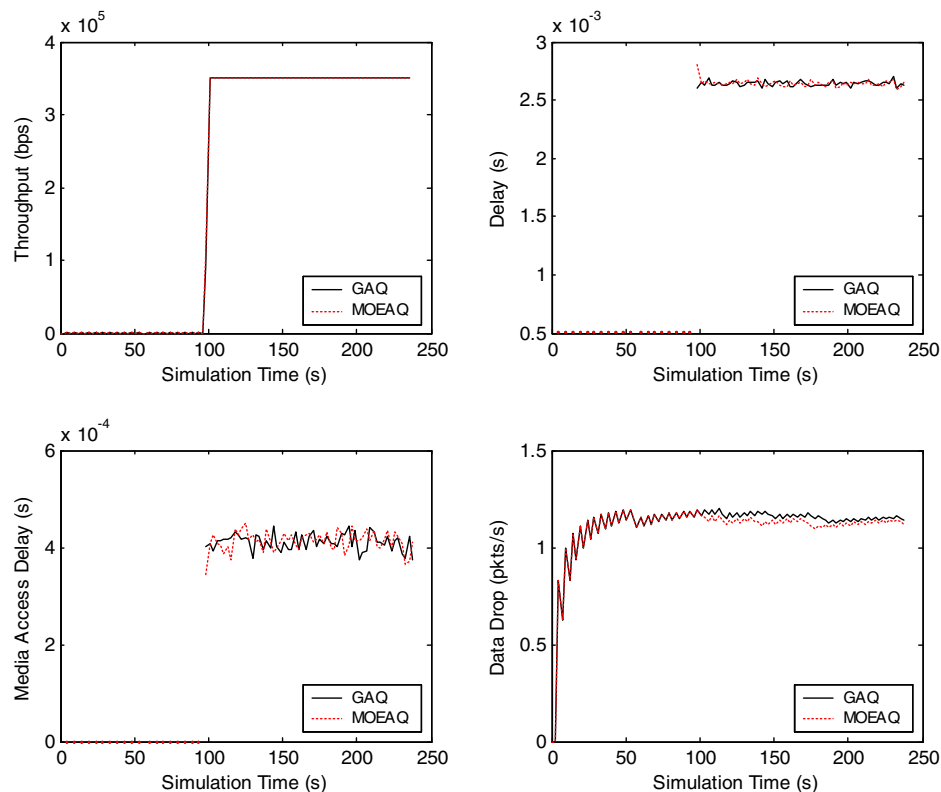 x 10^5
4
3
2
1
0
Throughput (bps)
0 50 100 150 200 250
Simulation Time (s)
GAQ
MOEAQ
x 10^-3
3
2.5
2
1.5
1
0.5
Delay (s)
0 50 100 150 200 250
Simulation Time (s)
GAQ
MOEAQ
x 10^-4
6
4
2
0
Media Access Delay (s)
0 50 100 150 200 250
Simulation Time (s)
GAQ
MOEAQ
1.5
1
0.5
0
Data Drop (pkts/s)
0 50 100 150 200 250
Simulation Time (s)
GAQ
MOEAQ